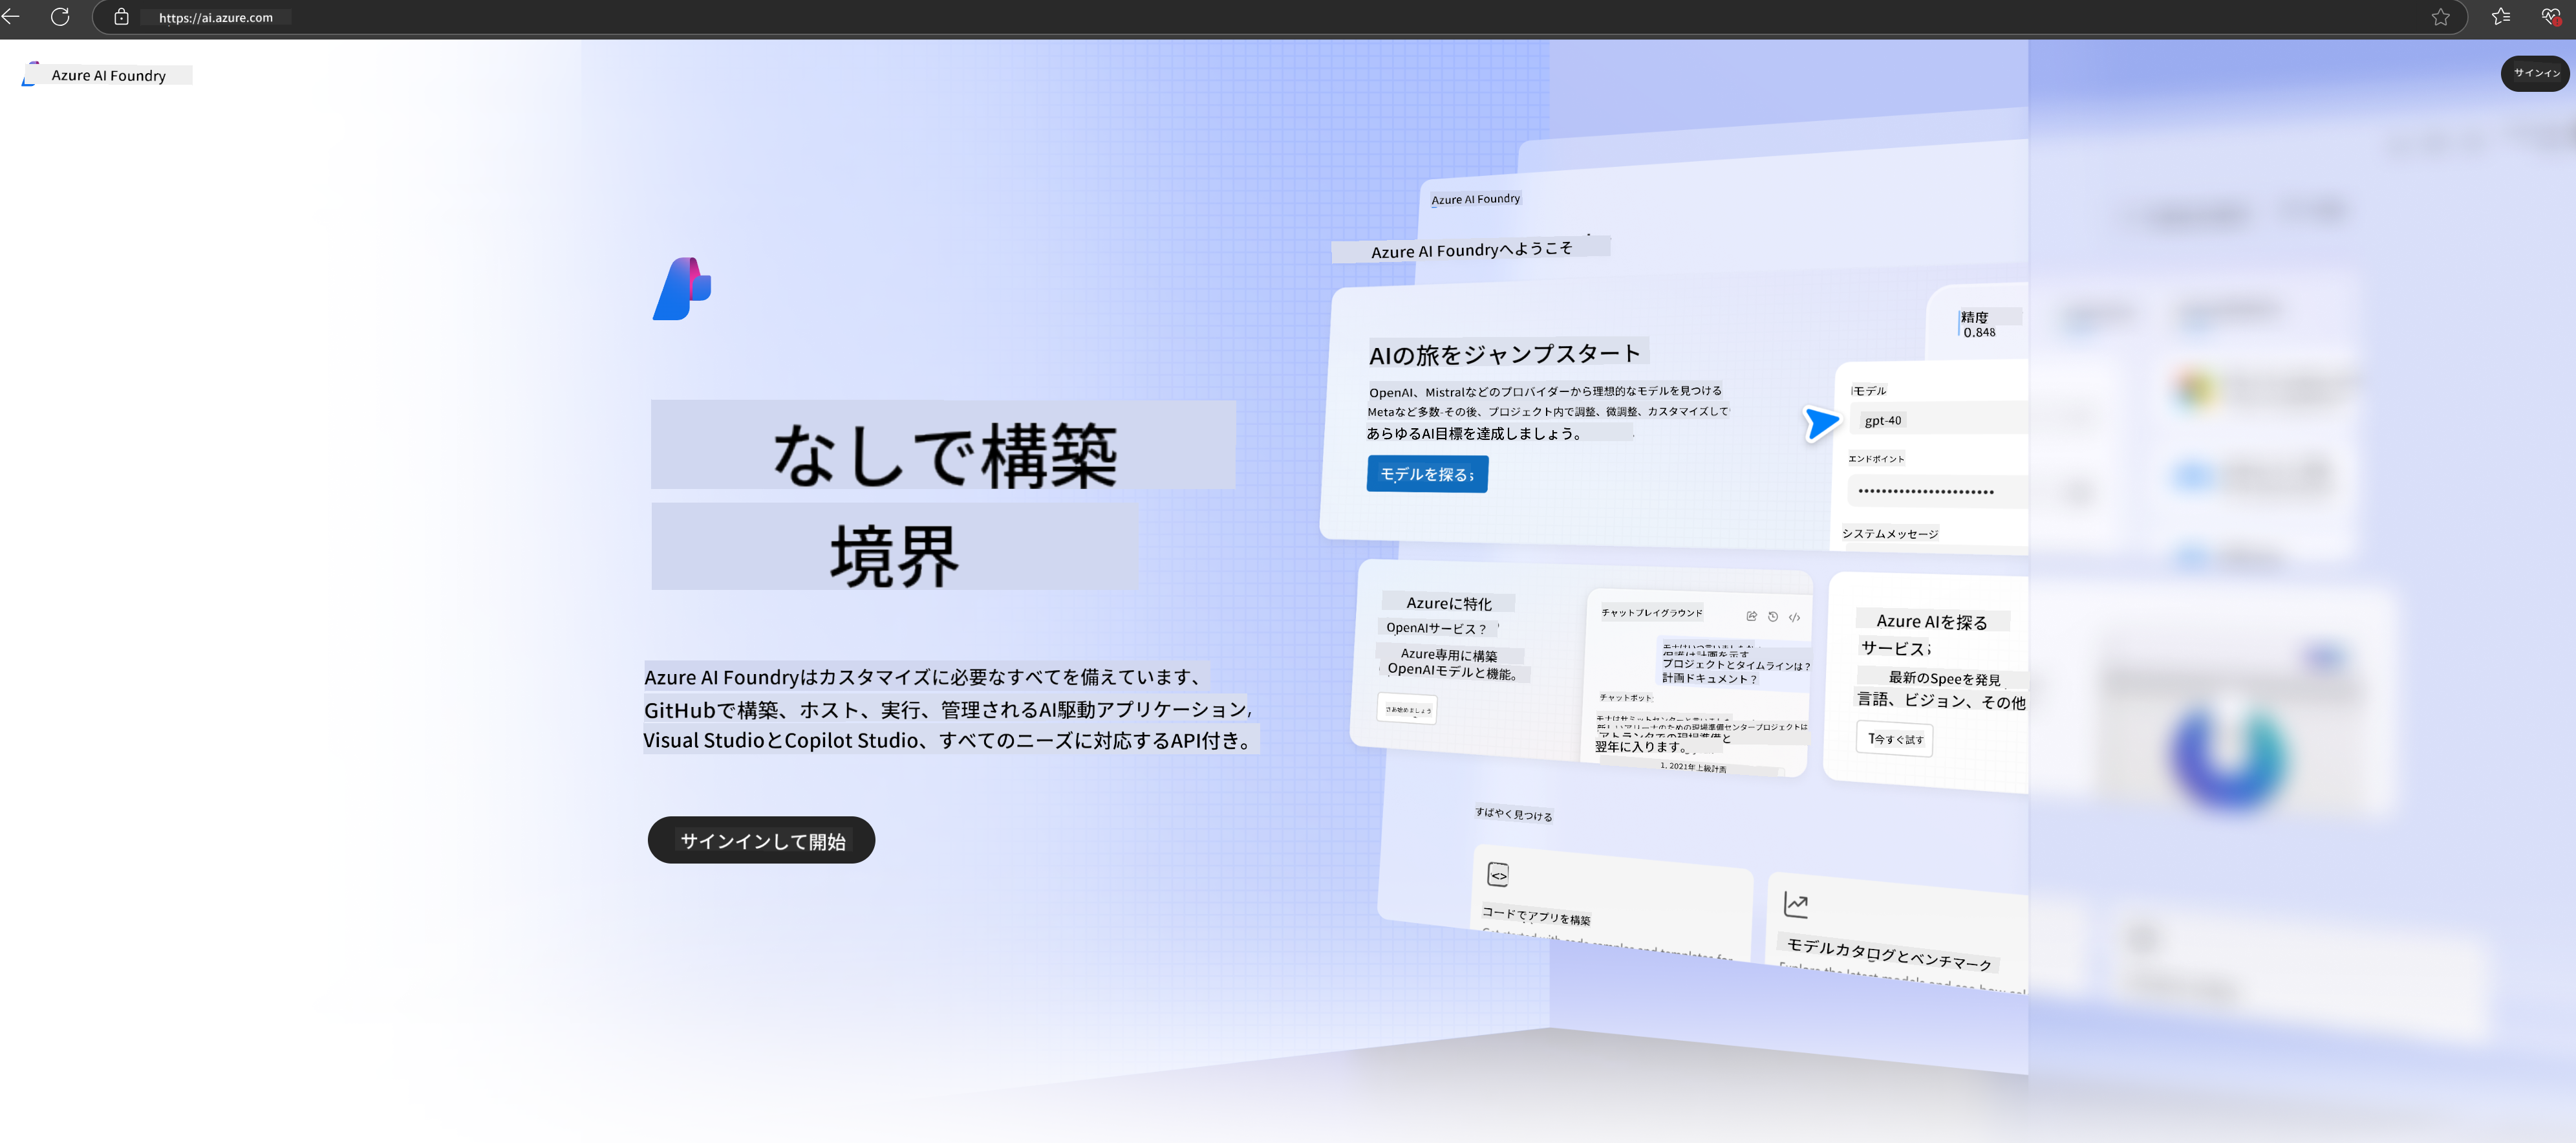 https://ai.azure.com
Azure AI Foundry
サインイン
なしで構築
境界
Azure AI Foundryはカスタマイズに必要なすべてを備えています、
GitHubで構築、ホスト、実行、管理されるAI駆動アプリケーション,
Visual StudioとCopilot Studio、すべてのニーズに対応するAPI付き。
サインインして開始
Azure AI Foundry
Azure AI Foundryへようこそ
AIの旅をジャンプスタート
OpenAI、Mistralなどのプロバイダーから理想的なモデルを見つける
Metaなど多数-その後、プロジェクト内で調整、微調整、カスタマイズして
あらゆるAI目標を達成しましょう。
モデルを探る
精度
0.848
モデル
gpt-40
エンドポイント
システムメッセージ
Azureに特化
OpenAIサービス？
Azure専用に構築
OpenAIモデルと機能。
さあ始めましょう
チャットプレイグラウンド
プロジェクトとタイムラインは？
計画ドキュメント？
チャットボット
翌年に入ります。
1. 2021年上級計画
Azure AIを探る
サービス
最新のSpeeを発見
言語、ビジョン、その他
今すぐ試す
すばやく見つける
コードでアプリを構築
モデルカタログとベンチマーク